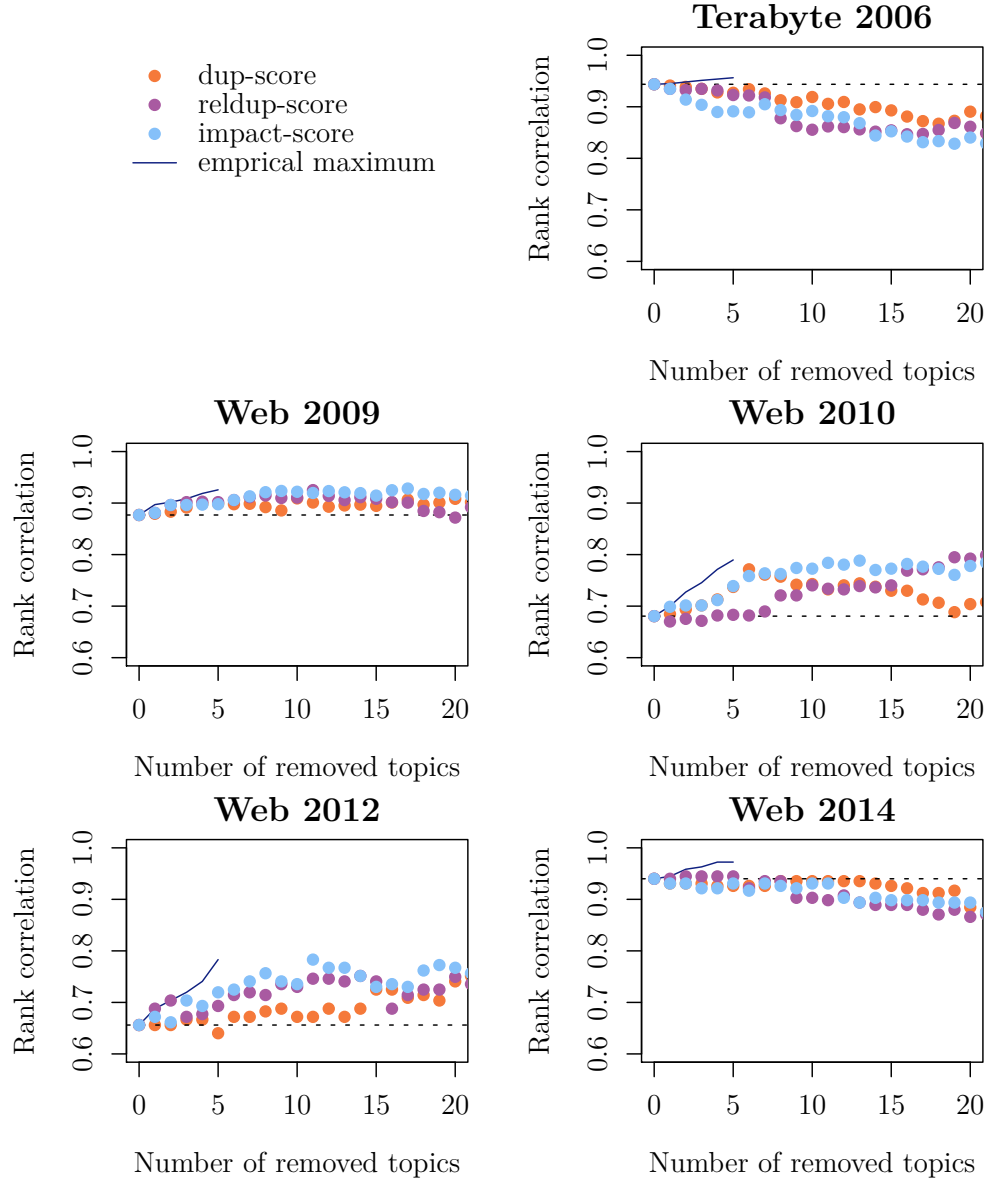 Terabyte 2006
dup-score
reldup-score
impact-score
emprical maximum
Rank correlation
1.0
0.9
0.8
0.7
0.6
0 5 10 15 20
Number of removed topics
Web 2009
Rank correlation
1.0
0.9
0.8
0.7
0.6
0 5 10 15 20
Number of removed topics
Web 2010
Rank correlation
1.0
0.9
0.8
0.7
0.6
0 5 10 15 20
Number of removed topics
Web 2012
Rank correlation
1.0
0.9
0.8
0.7
0.6
0 5 10 15 20
Number of removed topics
Web 2014
Rank correlation
1.0
0.9
0.8
0.7
0.6
0 5 10 15 20
Number of removed topics